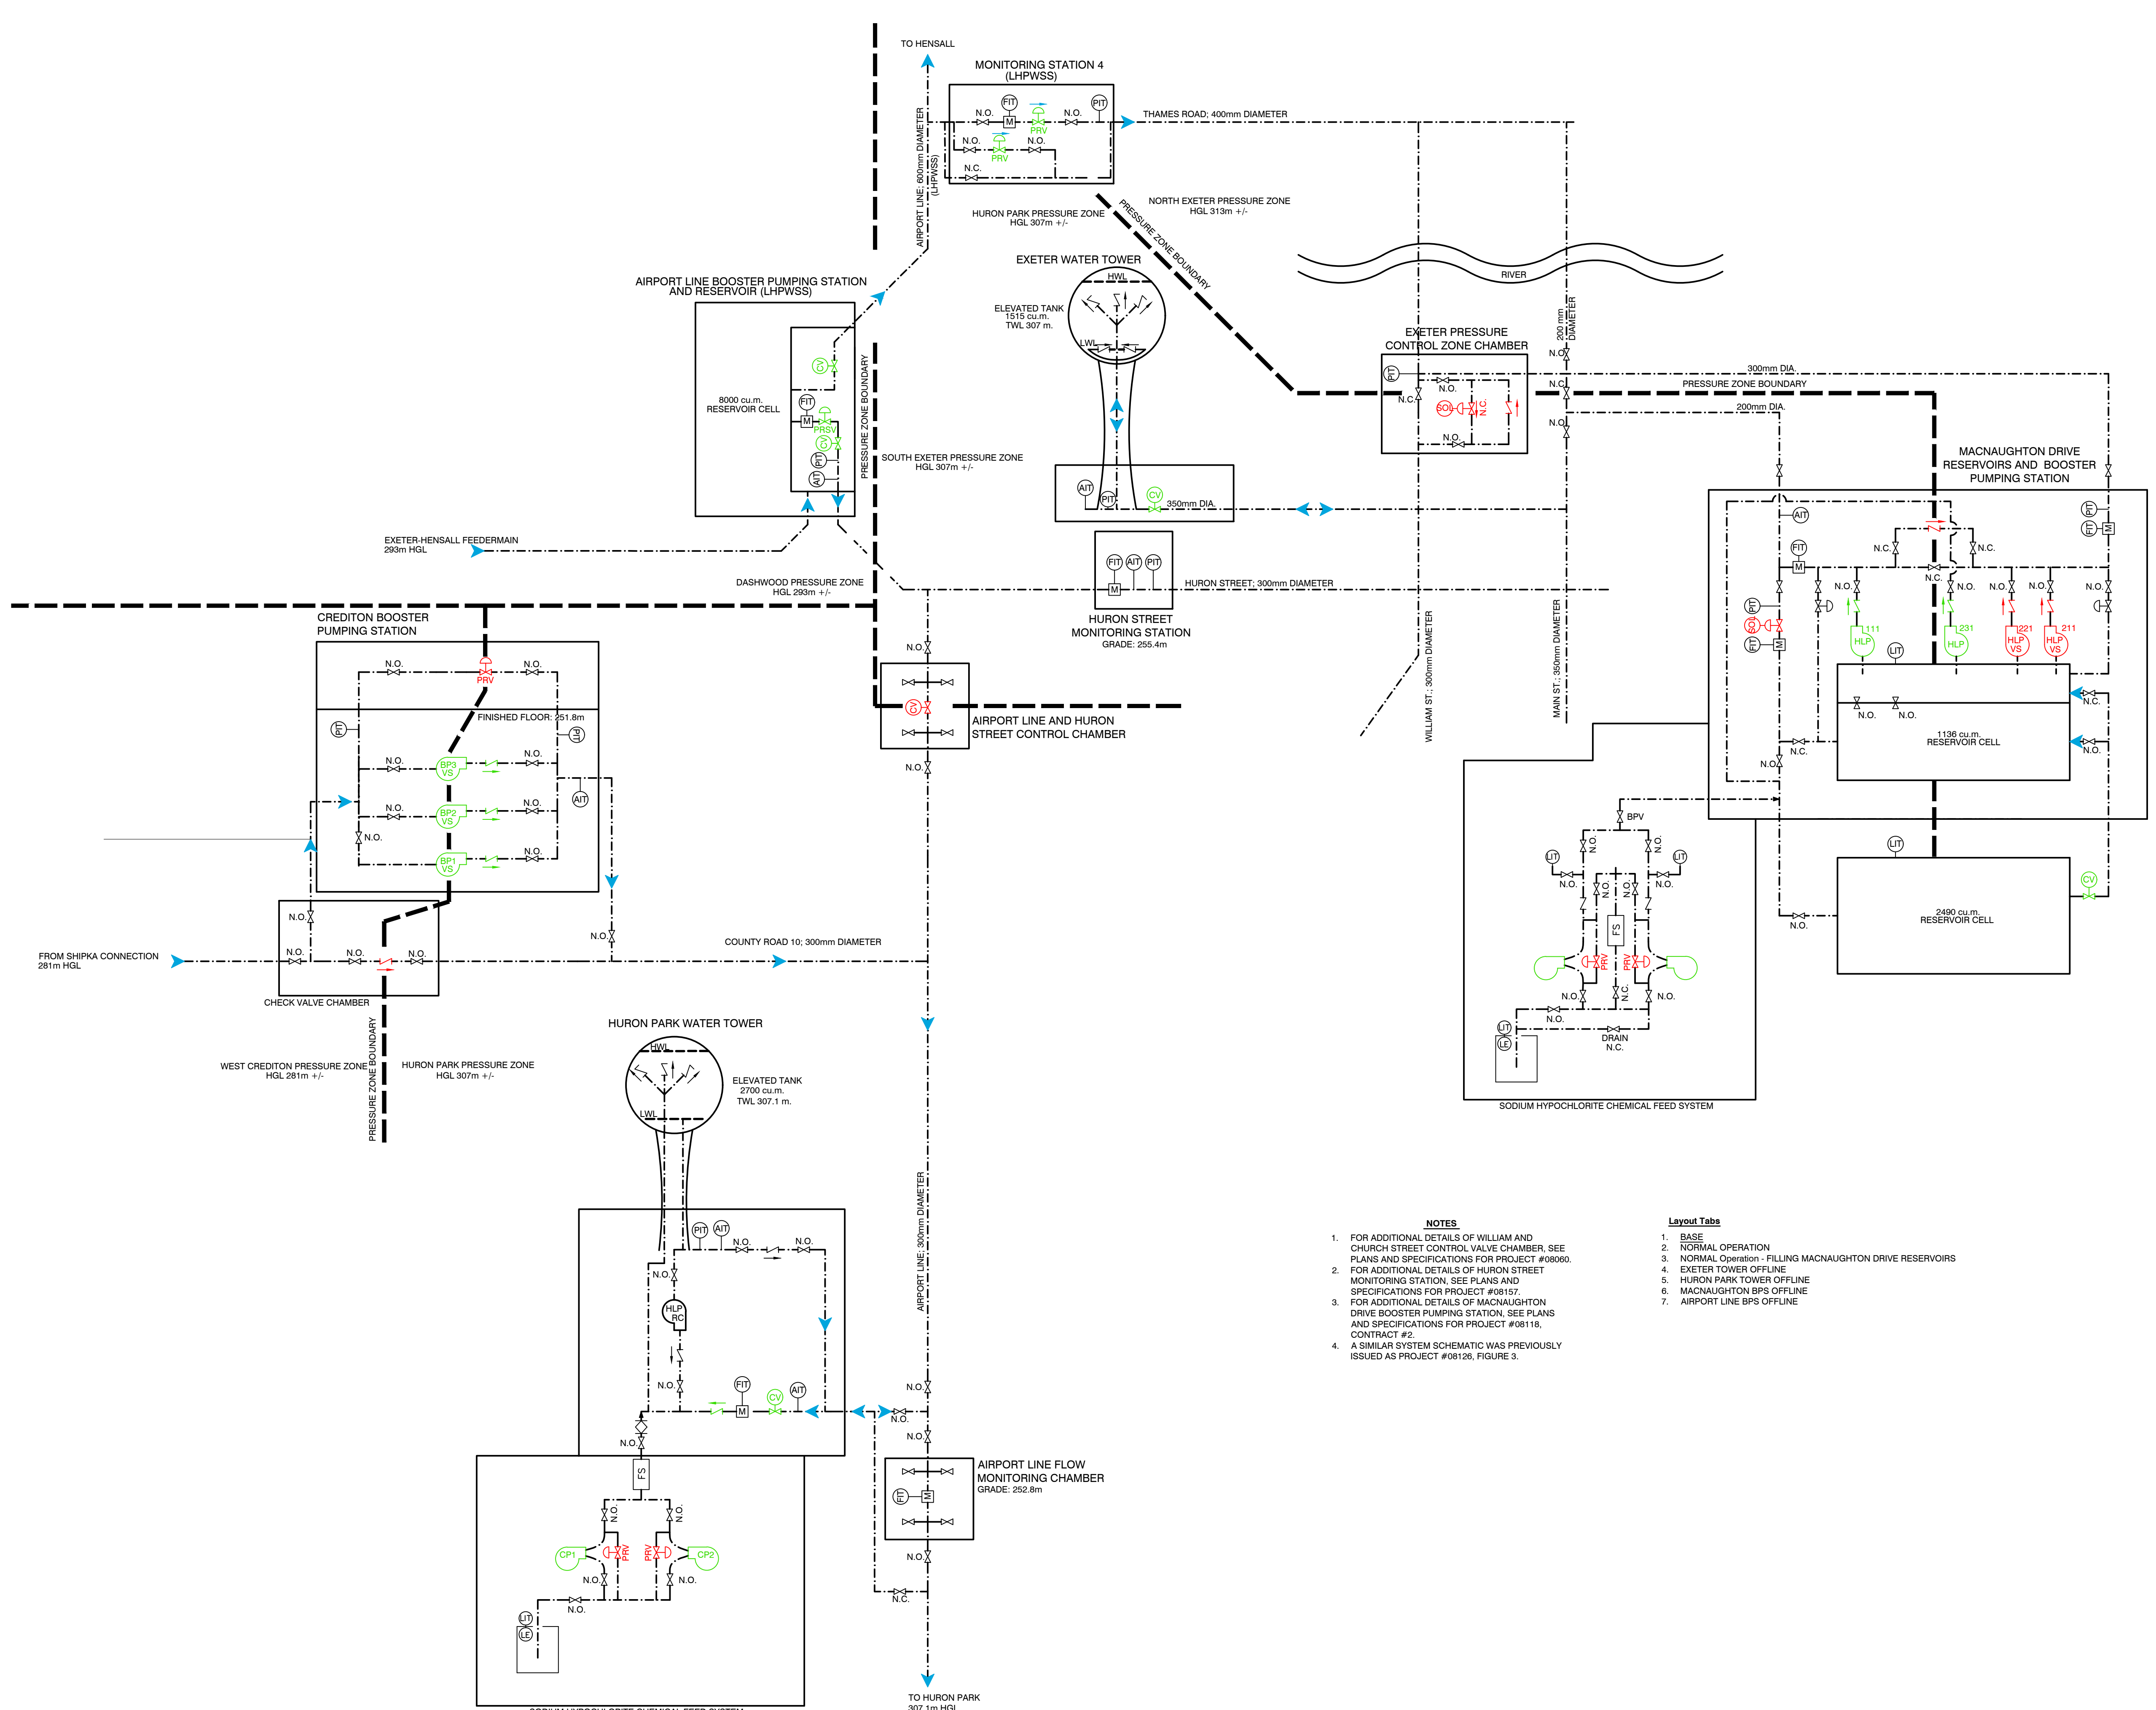 TO HENSALL
MONITORING STATION 4
(LHPWSS)
AIRPORT LINE; 600mm DIAMETER
(LHPWSS)
FIT
N.O.
M
PRV
N.O.
PIT
N.O.
PRV
N.O.
N.C.
THAMES ROAD; 400mm DIAMETER
HURON PARK PRESSURE ZONE
HGL 307m +/-
NORTH EXETER PRESSURE ZONE
HGL 313m +/-
PRESSURE ZONE BOUNDARY
RIVER
EXETER WATER TOWER
HWL
ELEVATED TANK
1515 cu.m.
TWL 307 m.
LWL
AIT
PIT
CV
350mm DIA.
AIRPORT LINE BOOSTER PUMPING STATION
AND RESERVOIR (LHPWSS)
8000 cu.m.
RESERVOIR CELL
CV
FIT
M
PRSV
CV
PIT
AIT
PRESSURE ZONE BOUNDARY
SOUTH EXETER PRESSURE ZONE
HGL 307m +/-
EXETER-HENSALL FEEDERMAIN
293m HGL
DASHWOOD PRESSURE ZONE
HGL 293m +/-
EXETER PRESSURE
CONTROL ZONE CHAMBER
PIT
N.O.
N.C.
SOL
N.C.
N.O.
200 mm
DIAMETER
N.O.
N.C.
N.O.
300mm DIA.
PRESSURE ZONE BOUNDARY
200mm DIA.
FIT
AIT
PIT
M
HURON STREET; 300mm DIAMETER
HURON STREET
MONITORING STATION
GRADE: 255.4m
WILLIAM ST.; 300mm DIAMETER
MAIN ST.; 350mm DIAMETER
MACNAUGHTON DRIVE
RESERVOIRS AND BOOSTER
PUMPING STATION
AIT
PIT
FIT
M
FIT
M
N.C.
N.C.
N.C.
N.O.
N.O.
N.O.
N.O.
N.O.
PIT
SOL
FIT
M
111
HLP
231
HLP
221
HLP
VS
211
HLP
VS
LIT
N.O.
N.O.
N.C.
N.O.
1136 cu.m.
RESERVOIR CELL
N.C.
N.O.
LIT
2490 cu.m.
RESERVOIR CELL
CV
N.O.
BPV
N.O.
N.O.
LIT
LIT
N.O.
N.O.
N.O.
N.O.
FS
PRV
PRV
N.O.
N.C.
N.O.
N.O.
DRAIN
N.C.
LIT
LE
SODIUM HYPOCHLORITE CHEMICAL FEED SYSTEM
CREDITON BOOSTER
PUMPING STATION
N.O.
PRV
N.O.
FINISHED FLOOR: 251.8m
PIT
PIT
N.O.
BP3
VS
N.O.
AIT
N.O.
BP2
VS
N.O.
N.O.
BP1
VS
N.O.
N.O.
N.O.
N.O.
N.O.
N.O.
FROM SHIPKA CONNECTION
281m HGL
CHECK VALVE CHAMBER
COUNTY ROAD 10; 300mm DIAMETER
WEST CREDITON PRESSURE ZONE
HGL 281m +/-
PRESSURE ZONE BOUNDARY
HURON PARK PRESSURE ZONE
HGL 307m +/-
N.O.
CV
AIRPORT LINE AND HURON
STREET CONTROL CHAMBER
N.O.
HURON PARK WATER TOWER
HWL
ELEVATED TANK
2700 cu.m.
TWL 307.1 m.
LWL
AIRPORT LINE; 300mm DIAMETER
PIT
AIT
N.O.
N.O.
N.O.
HLP
RC
N.O.
FIT
M
CV
AIT
N.O.
N.O.
N.O.
N.O.
FS
N.O.
N.O.
CP1
PRV
PRV
CP2
N.O.
N.O.
N.O.
LIT
LE
SODIUM HYPOCHLORITE CHEMICAL FEED SYSTEM
AIRPORT LINE FLOW
MONITORING CHAMBER
GRADE: 252.8m
FIT
M
N.O.
N.C.
TO HURON PARK
307.1m HGL
NOTES
1. FOR ADDITIONAL DETAILS OF WILLIAM AND
CHURCH STREET CONTROL VALVE CHAMBER, SEE
PLANS AND SPECIFICATIONS FOR PROJECT #08060.
2. FOR ADDITIONAL DETAILS OF HURON STREET
MONITORING STATION, SEE PLANS AND
SPECIFICATIONS FOR PROJECT #08157.
3. FOR ADDITIONAL DETAILS OF MACNAUGHTON
DRIVE BOOSTER PUMPING STATION, SEE PLANS
AND SPECIFICATIONS FOR PROJECT #08118,
CONTRACT #2.
4. A SIMILAR SYSTEM SCHEMATIC WAS PREVIOUSLY
ISSUED AS PROJECT #08126, FIGURE 3.
Layout Tabs
1. BASE
2. NORMAL OPERATION
3. NORMAL Operation - FILLING MACNAUGHTON DRIVE RESERVOIRS
4. EXETER TOWER OFFLINE
5. HURON PARK TOWER OFFLINE
6. MACNAUGHTON BPS OFFLINE
7. AIRPORT LINE BPS OFFLINE